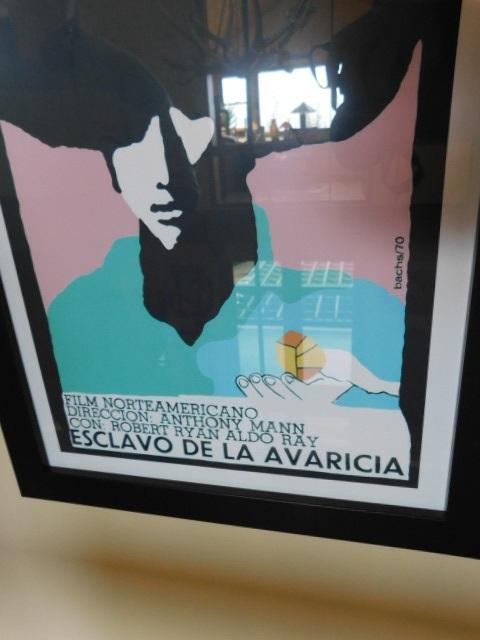 bachs/70
FILM NORTEAMERICANO
DIRECCION: ANTHONY MANN
CON: ROBERT RYAN ALDO RAY
ESCLAVO DE LA AVARICIA